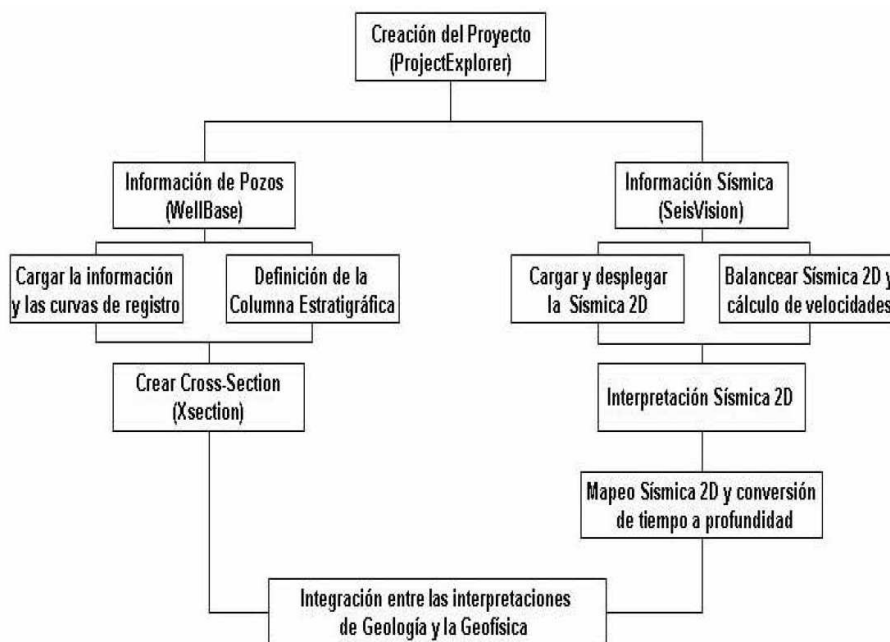 Creación del Proyecto
(ProjectExplorer)
Información de Pozos
(WellBase)
Información Sísmica
(SeisVision)
Cargar la información
y las curvas de registro
Definición de la
Columna Estratigráfica
Cargar y desplegar
la Sísmica 2D
Balancear Sísmica 2D y
cálculo de velocidades
Crear Cross-Section
(Xsection)
Interpretación Sísmica 2D
Mapeo Sísmica 2D y conversión
de tiempo a profundidad
Integración entre las interpretaciones
de Geología y la Geofísica